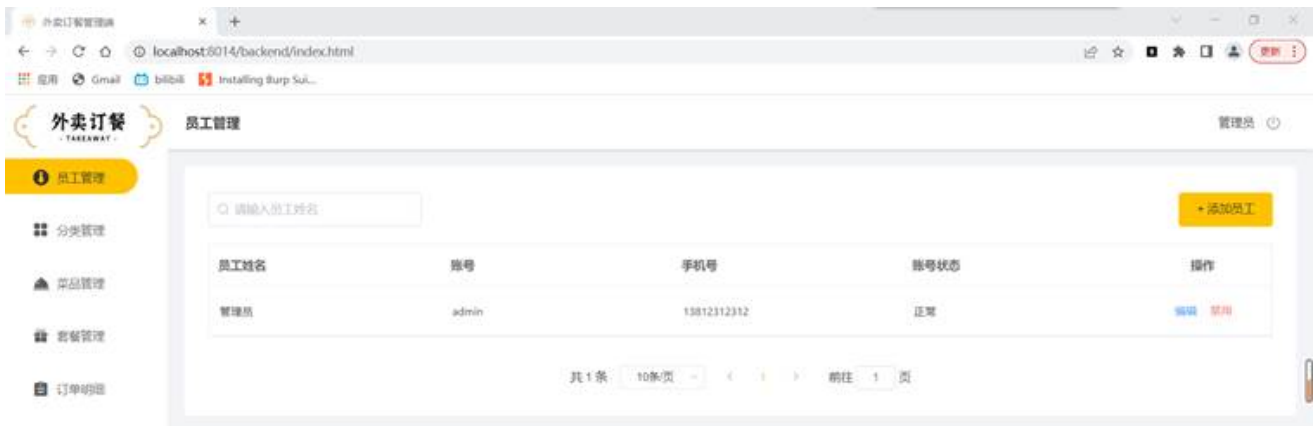 外卖订餐管理端
localhost:8014/backend/index.html
更新
应用 Gmail bilibili Installing Burp Sui...
外卖订餐
- TAKEAWAY -
员工管理
管理员
员工管理
请输入员工姓名
+ 添加员工
分类管理
员工姓名 账号 手机号 账号状态 操作
菜品管理
管理员 admin 13812312312 正常 编辑 禁用
套餐管理
共 1 条 10条/页 1 前往 1 页
订单明细